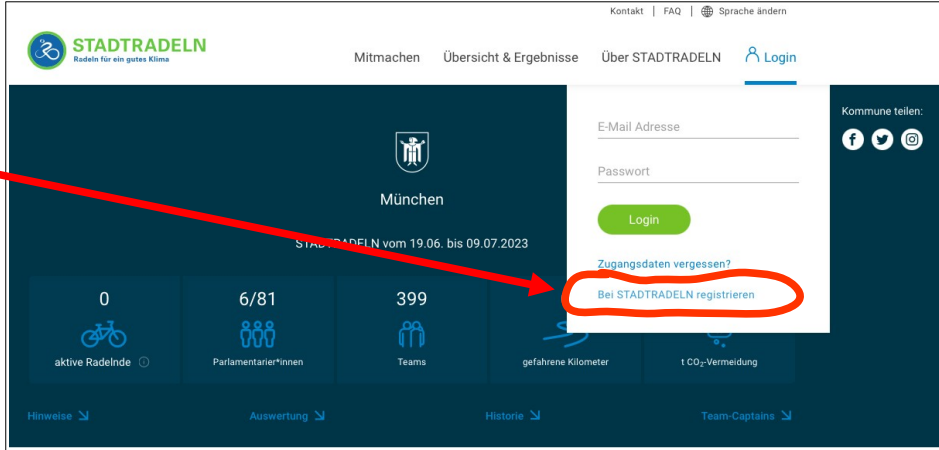 Kontakt | FAQ | Sprache ändern
STADTRADELN
Radeln für ein gutes Klima
Mitmachen Übersicht & Ergebnisse Über STADTRADELN Login
Kommune teilen:
E-Mail Adresse
Passwort
München
Login
STADTRADELN vom 19.06. bis 09.07.2023
Zugangsdaten vergessen?
Bei STADTRADELN registrieren
0 6/81 399
aktive Radelnde Parlamentarier*innen Teams gefahrene Kilometer t CO₂-Vermeidung
Hinweise Auswertung Historie Team-Captains